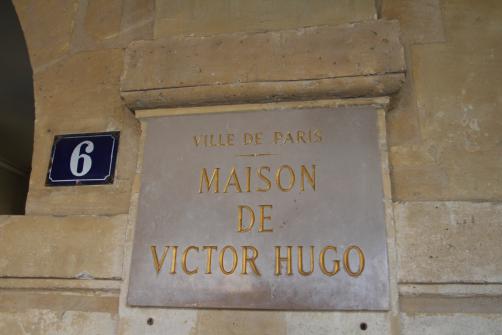 6
VILLE DE PARIS
MAISON
DE
VICTOR HUGO